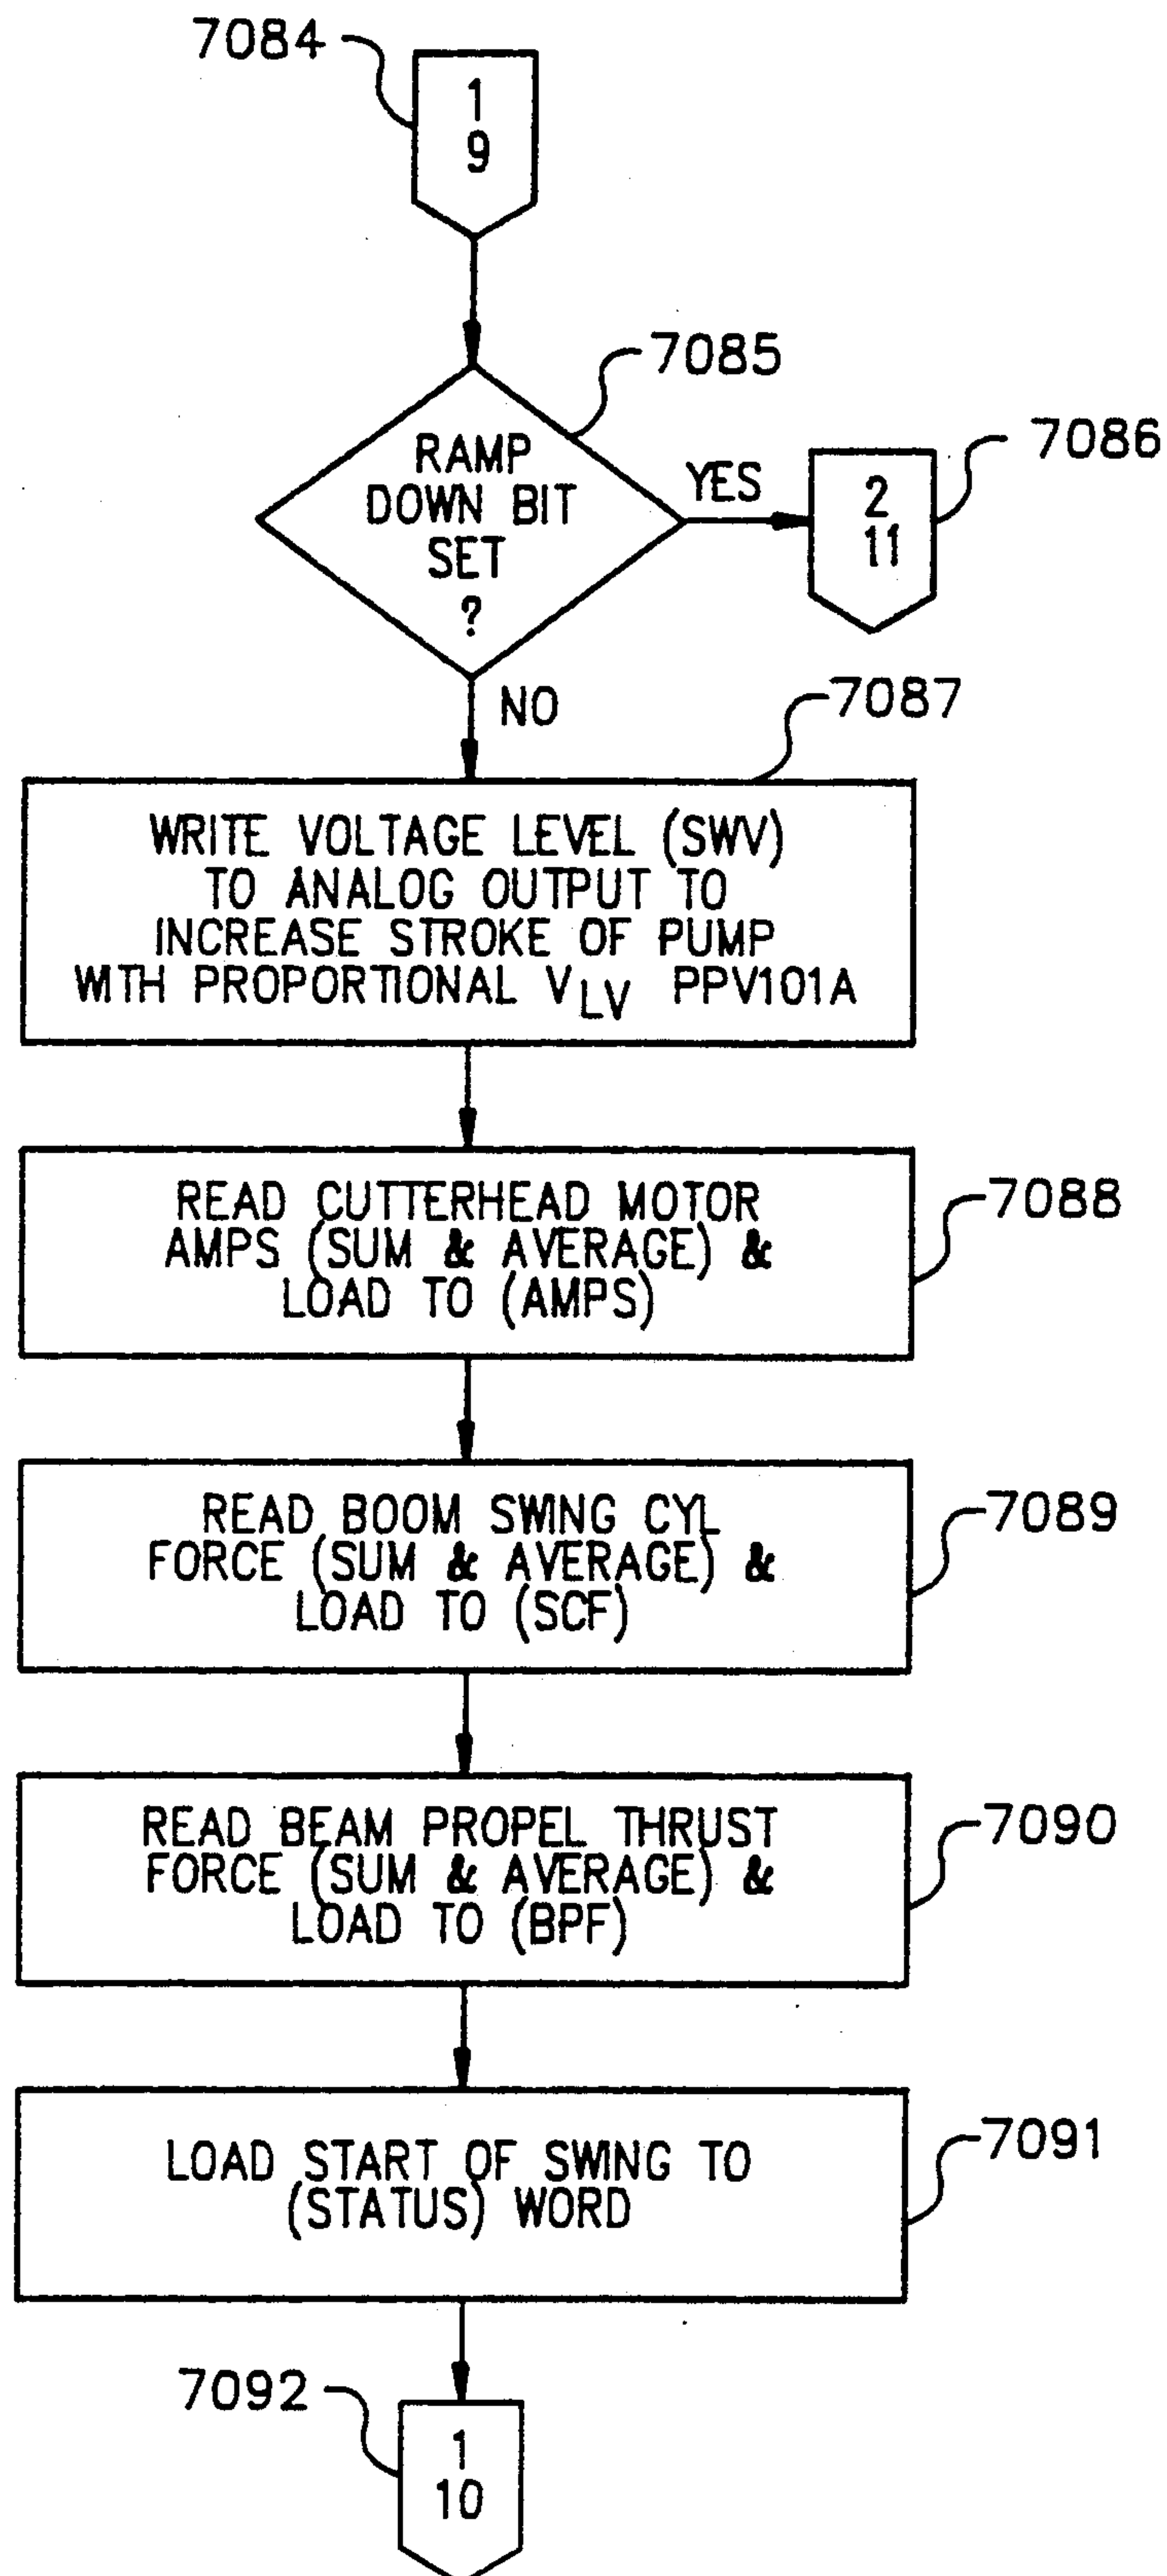 7084
1
9
7085
RAMP
DOWN BIT
SET
?
YES
2
11
7086
NO
7087
WRITE VOLTAGE LEVEL (SWV)
TO ANALOG OUTPUT TO
INCREASE STROKE OF PUMP
WITH PROPORTIONAL VLV PPV101A
READ CUTTERHEAD MOTOR
AMPS (SUM & AVERAGE) &
LOAD TO (AMPS)
7088
READ BOOM SWING CYL
FORCE (SUM & AVERAGE) &
LOAD TO (SCF)
7089
READ BEAM PROPEL THRUST
FORCE (SUM & AVERAGE) &
LOAD TO (BPF)
7090
LOAD START OF SWING TO
(STATUS) WORD
7091
7092
1
10